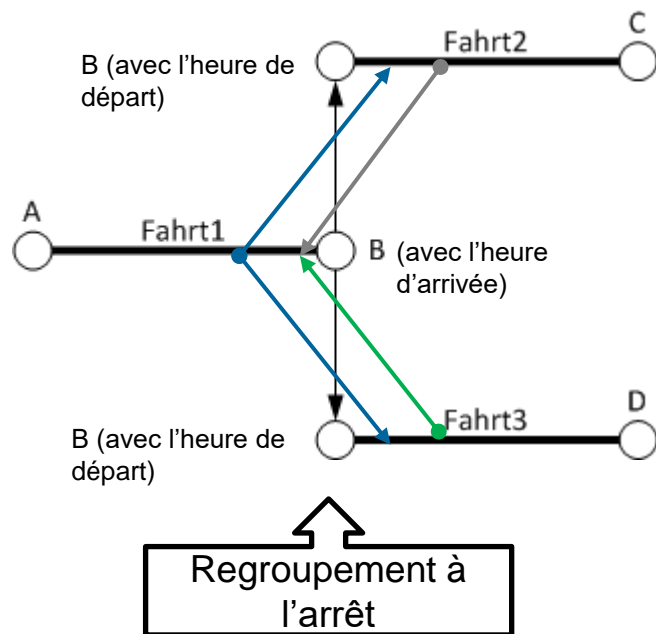 C
Fahrt2
B (avec l’heure de
départ)
A
Fahrt1
B (avec l’heure
d’arrivée)
D
Fahrt3
B (avec l’heure de
départ)
Regroupement à
l’arrêt